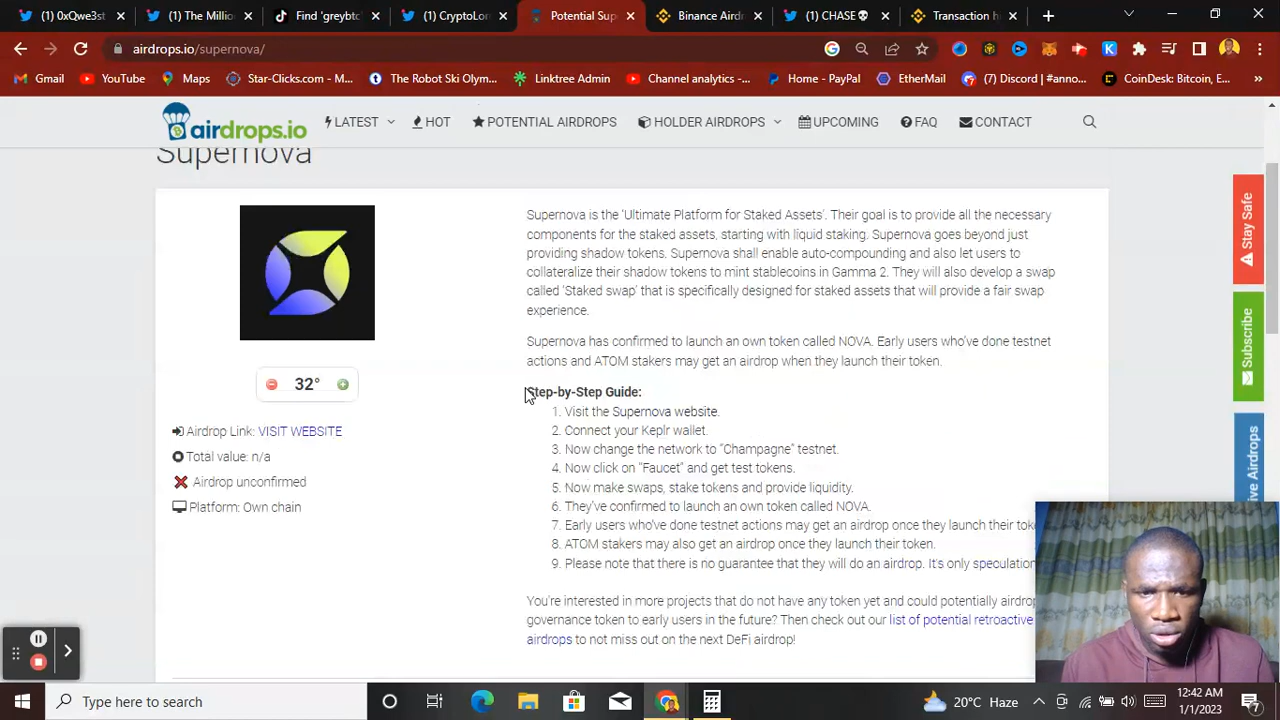 (1) 0xQwe3st
(1) The Million
Find 'greybtc'
(1) CryptoLor
Potential Sup
Binance Airdr
(1) CHASE💀
Transaction h
airdrops.io/supernova/
Gmail
YouTube
Maps
Star-Clicks.com - M...
The Robot Ski Olym...
Linktree Admin
Channel analytics -...
Home - PayPal
EtherMail
(7) Discord | #anno...
CoinDesk: Bitcoin, E...
airdrops.io
LATEST
HOT
POTENTIAL AIRDROPS
HOLDER AIRDROPS
UPCOMING
FAQ
CONTACT
Supernova
Supernova is the 'Ultimate Platform for Staked Assets'. Their goal is to provide all the necessary
components for the staked assets, starting with liquid staking. Supernova goes beyond just
providing shadow tokens. Supernova shall enable auto-compounding and also let users to
collateralize their shadow tokens to mint stablecoins in Gamma 2. They will also develop a swap
called 'Staked swap' that is specifically designed for staked assets that will provide a fair swap
experience.
Supernova has confirmed to launch an own token called NOVA. Early users who've done testnet
actions and ATOM stakers may get an airdrop when they launch their token.
32°
Airdrop Link: VISIT WEBSITE
Total value: n/a
Airdrop unconfirmed
Platform: Own chain
Step-by-Step Guide:
1. Visit the Supernova website.
2. Connect your Keplr wallet.
3. Now change the network to "Champagne" testnet.
4. Now click on "Faucet" and get test tokens.
5. Now make swaps, stake tokens and provide liquidity.
6. They've confirmed to launch an own token called NOVA.
7. Early users who've done testnet actions may get an airdrop once they launch their tok
8. ATOM stakers may also get an airdrop once they launch their token.
9. Please note that there is no guarantee that they will do an airdrop. It's only speculation
You're interested in more projects that do not have any token yet and could potentially airdrop
governance token to early users in the future? Then check out our list of potential retroactive
airdrops to not miss out on the next DeFi airdrop!
Stay Safe
Subscribe
ive Airdrops
Type here to search
20°C Haze
12:42 AM
1/1/2023
7